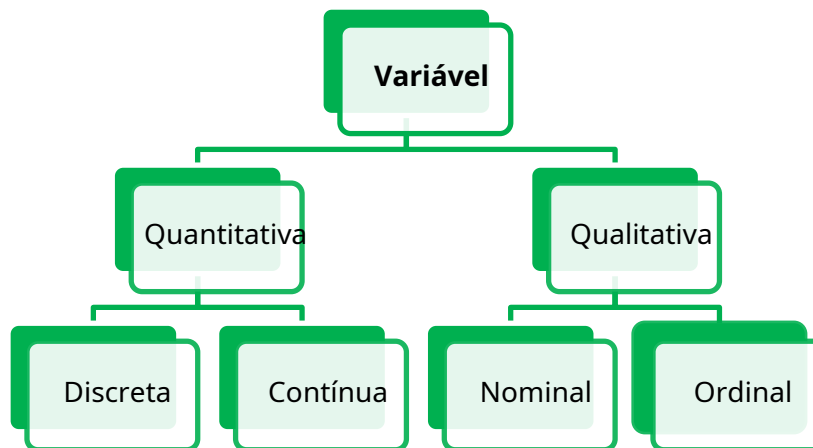 Variável
Quantitativa
Qualitativa
Discreta
Contínua
Nominal
Ordinal